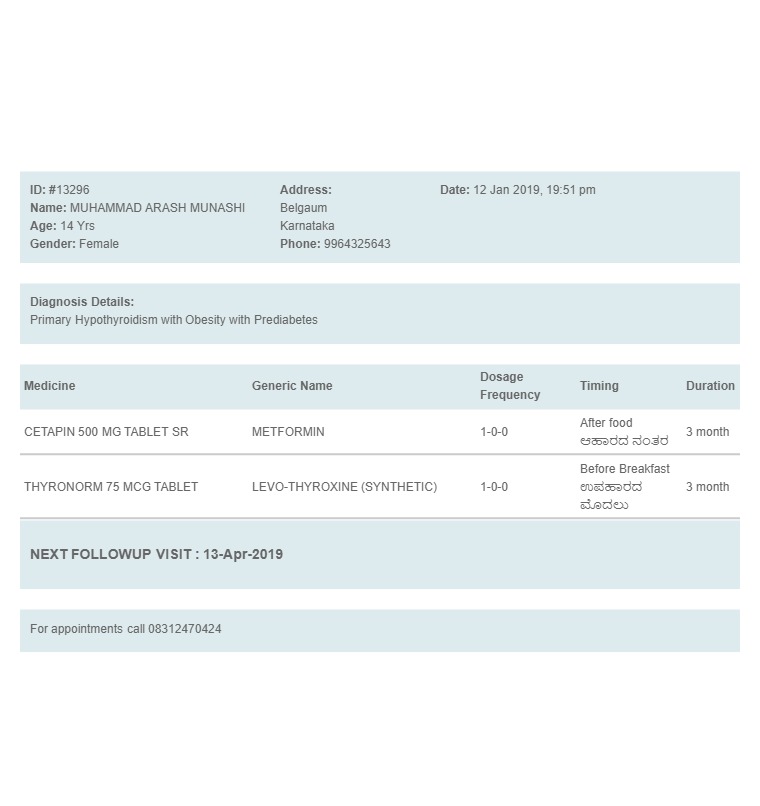 ID: #13296 Address: Date: 12 Jan 2019, 19:51 pm
Name: MUHAMMAD ARASH MUNASHI Belgaum
Age: 14 Yrs Karnataka
Gender: Female Phone: 9964325643
Diagnosis Details:
Primary Hypothyroidism with Obesity with Prediabetes
Medicine Generic Name Dosage Frequency Timing Duration
CETAPIN 500 MG TABLET SR METFORMIN 1-0-0 After food ಆಹಾರದ ನಂತರ 3 month
THYRONORM 75 MCG TABLET LEVO-THYROXINE (SYNTHETIC) 1-0-0 Before Breakfast ಉಪಹಾರದ ಮೊದಲು 3 month
NEXT FOLLOWUP VISIT : 13-Apr-2019
For appointments call 08312470424